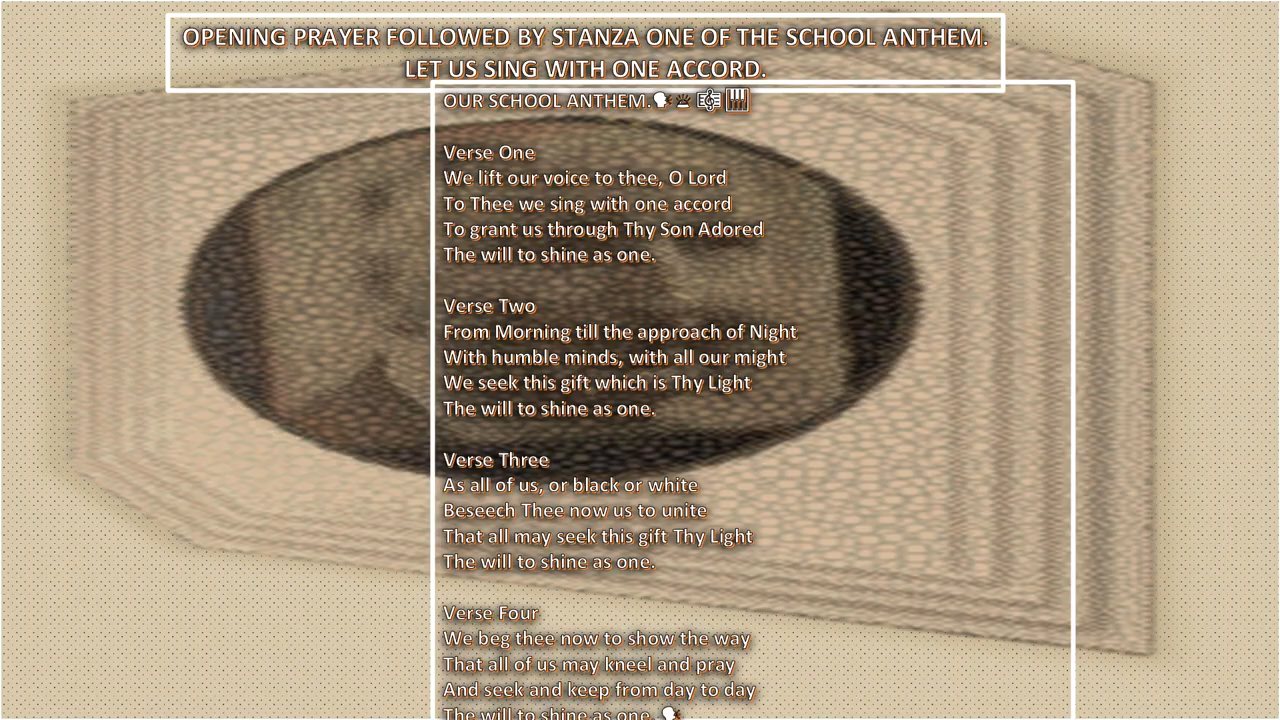 OPENING PRAYER FOLLOWED BY STANZA ONE OF THE SCHOOL ANTHEM.
LET US SING WITH ONE ACCORD.
OUR SCHOOL ANTHEM.
Verse One
We lift our voice to thee, O Lord
To Thee we sing with one accord
To grant us through Thy Son Adored
The will to shine as one.
Verse Two
From Morning till the approach of Night
With humble minds, with all our might
We seek this gift which is Thy Light
The will to shine as one.
Verse Three
As all of us, or black or white
Beseech Thee now us to unite
That all may seek this gift Thy Light
The will to shine as one.
Verse Four
We beg thee now to show the way
That all of us may kneel and pray
And seek and keep from day to day
The will to shine as one.